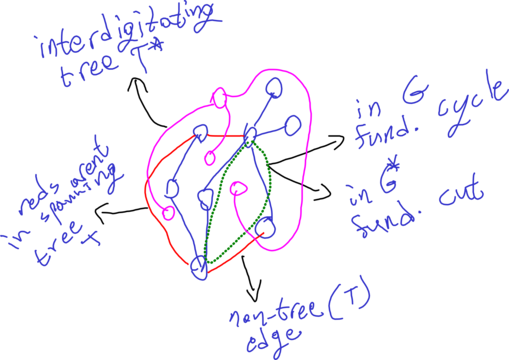 interdigitating
tree T*
in G
fund. cycle
in G*
fund. cut
reds arent
in spanning
tree
T
non-tree (T)
edge